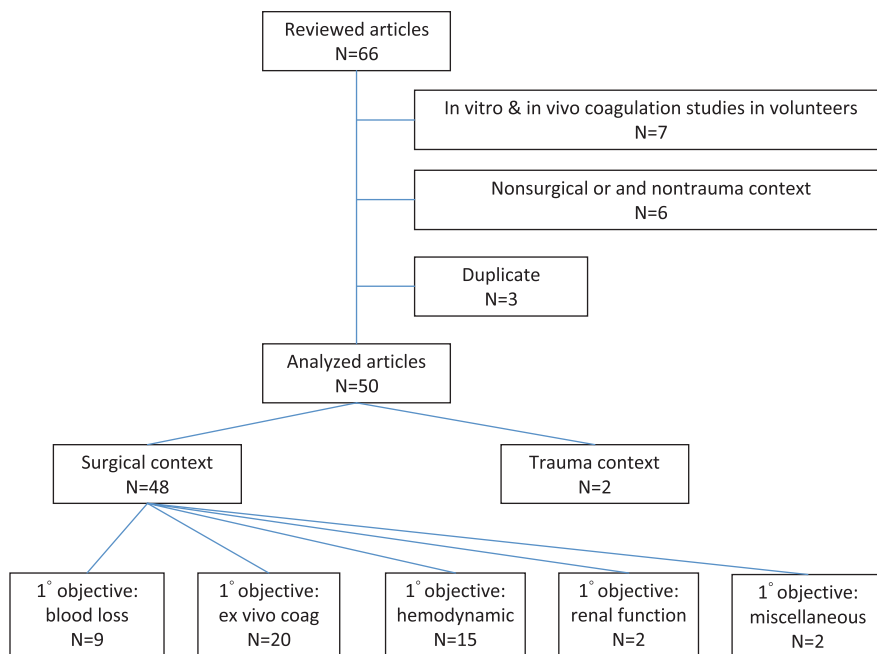 Reviewed articles
N=66
In vitro & in vivo coagulation studies in volunteers
N=7
Nonsurgical or and nontrauma context
N=6
Duplicate
N=3
Analyzed articles
N=50
Surgical context
N=48
Trauma context
N=2
1° objective:
blood loss
N=9
1° objective:
ex vivo coag
N=20
1° objective:
hemodynamic
N=15
1° objective:
renal function
N=2
1° objective:
miscellaneous
N=2